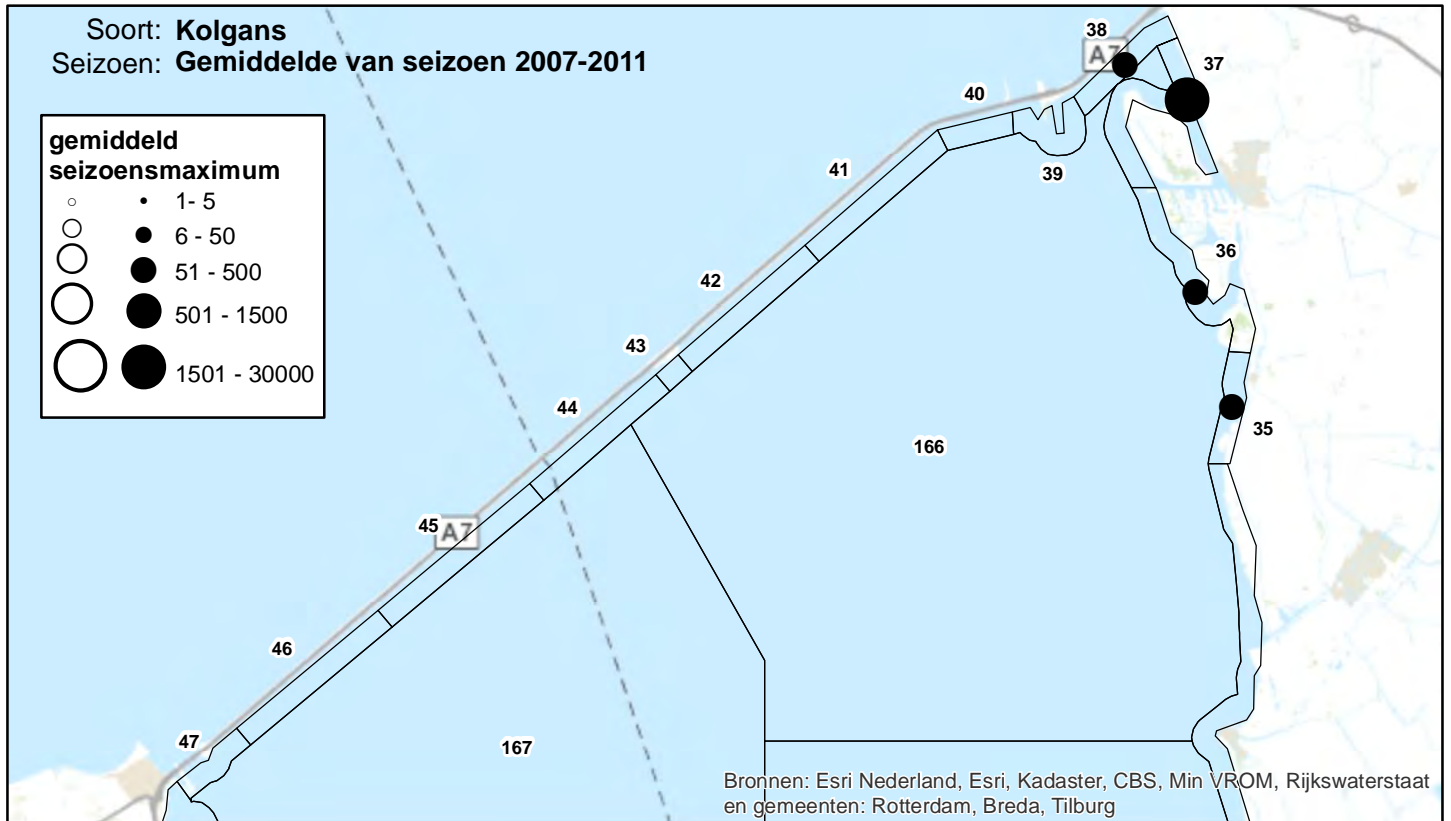 Soort: Kolgans
Seizoen: Gemiddelde van seizoen 2007-2011
gemiddeld
seizoensmaximum
1- 5
6 - 50
51 - 500
501 - 1500
1501 - 30000
38
A7
37
40
41
39
36
42
43
44
35
166
45
A7
46
47
167
Bronnen: Esri Nederland, Esri, Kadaster, CBS, Min VROM, Rijkswaterstaat
en gemeenten: Rotterdam, Breda, Tilburg